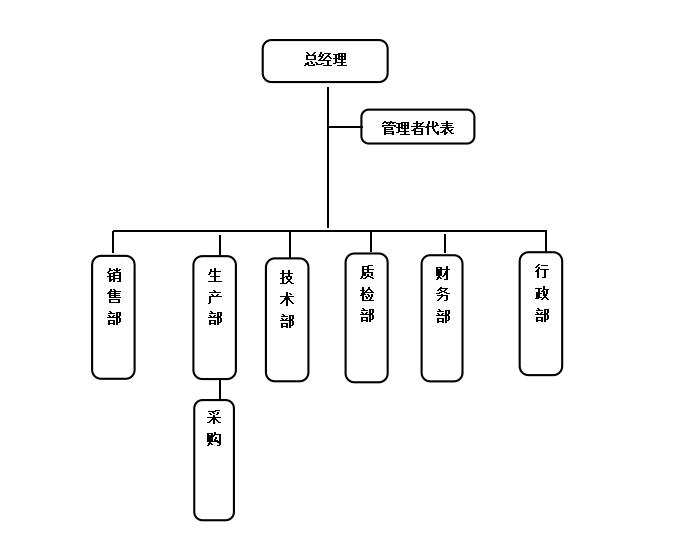 总经理
管理者代表
销售部
生产部
技术部
质检部
财务部
行政部
采购